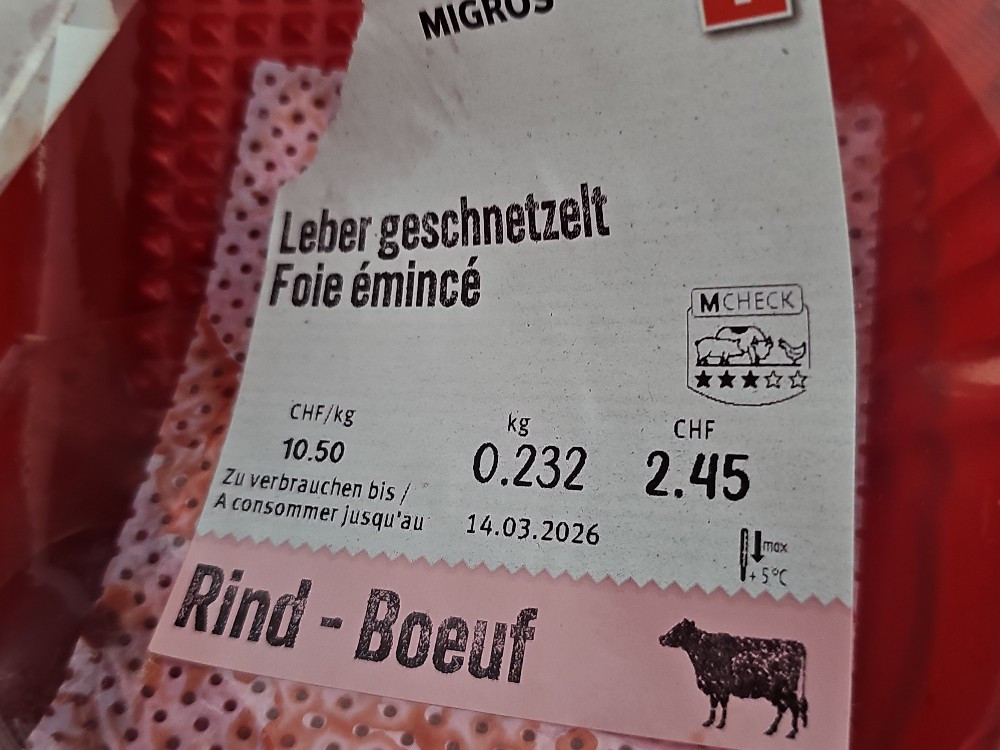 MIGROS
Leber geschnetzelt
Foie émincé
MCHECK
CHF/kg kg CHF
10.50 0.232 2.45
Zu verbrauchen bis /
A consommer jusqu'au 14.03.2026
max
+5°C
Rind - Boeuf